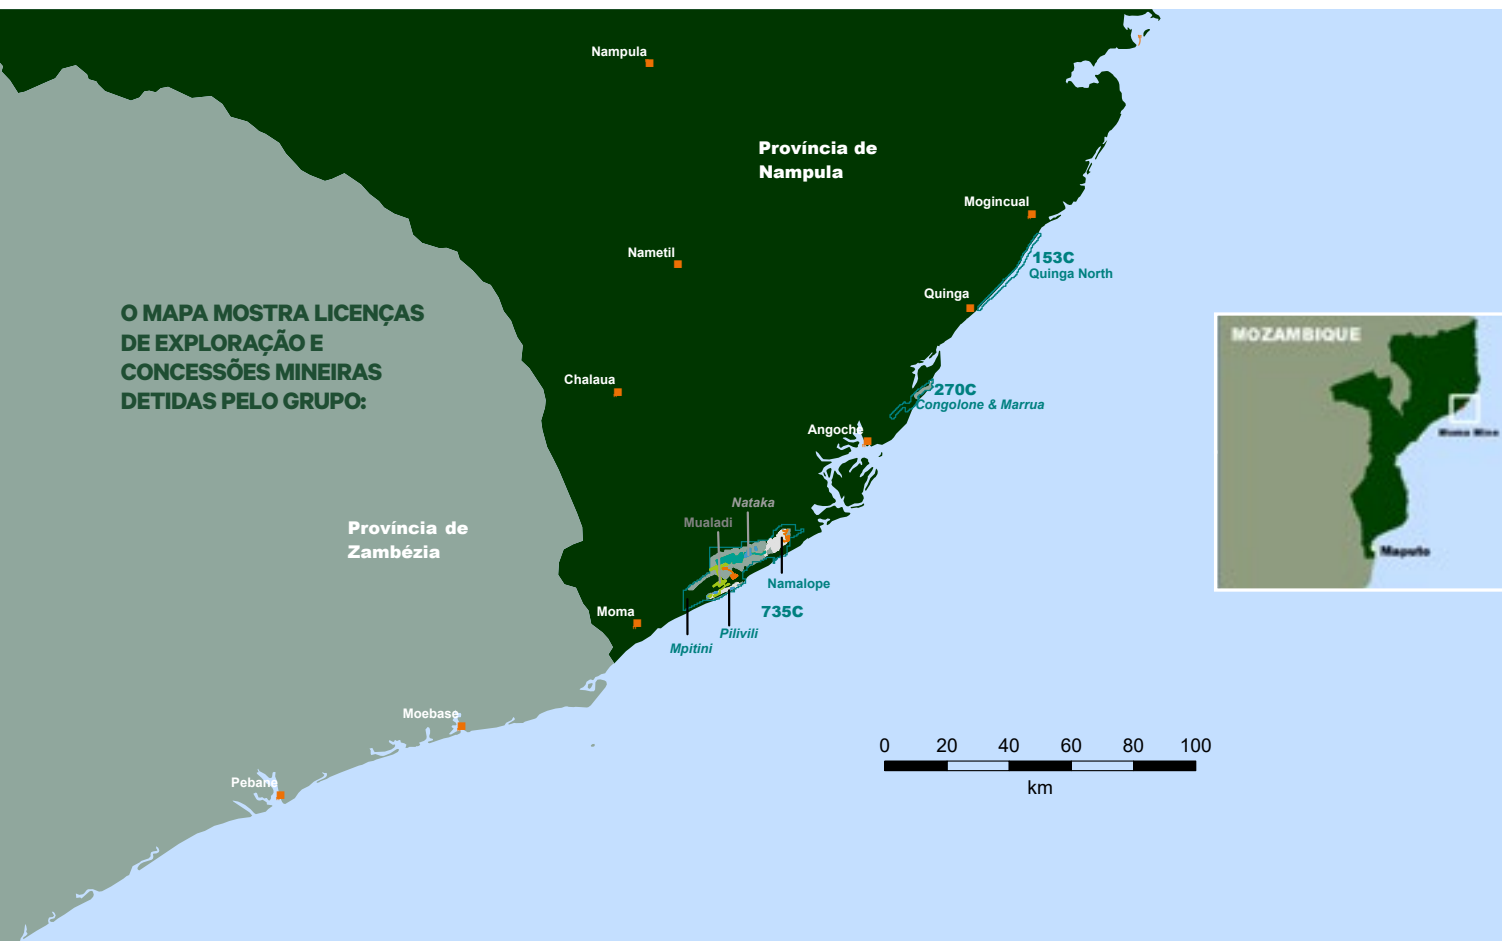 Nampula
Província de
Nampula
Mogincual
Nametil
153C
Quinga North
Quinga
O MAPA MOSTRA LICENÇAS
DE EXPLORAÇÃO E
CONCESSÕES MINEIRAS
DETIDAS PELO GRUPO:
MOZAMBIQUE
Chalaua
270C
Congolone & Marrua
Angoche
Moma Mine
Nataka
Mualadi
Província de
Zambézia
Maputo
Namalope
Moma
735C
Pilivili
Mpitini
Moebase
Pebane
0 20 40 60 80 100
km